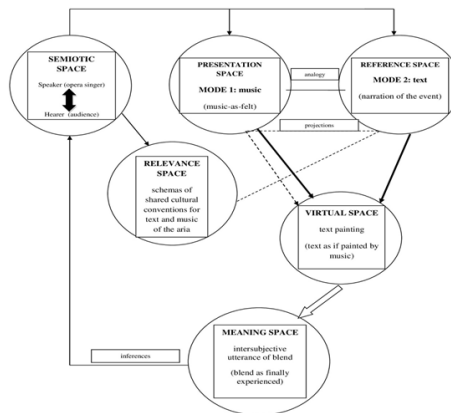 SEMIOTIC
SPACE
Speaker (opera singer)
Hearer (audience)
PRESENTATION
SPACE
MODE 1: music
(music-as-felt)
analogy
projections
REFERENCE SPACE
MODE 2: text
(narration of the event)
RELEVANCE
SPACE
schemas of
shared cultural
conventions for
text and music
of the aria
VIRTUAL SPACE
text painting
(text as if painted by
music)
MEANING SPACE
intersubjective
utterance of blend
(blend as finally
experienced)
inferences